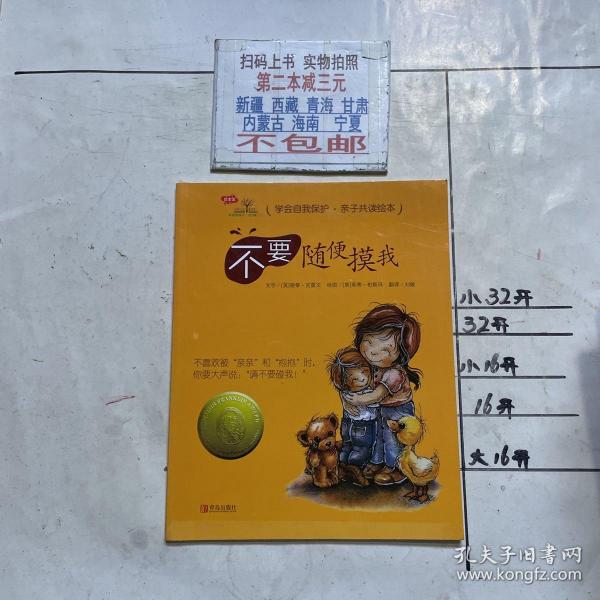 扫码上书 实物拍照
第二本减三元
新疆 西藏 青海 甘肃
内蒙古 海南 宁夏
不包邮
(学会自我保护·亲子共读绘本)
不要随便摸我
不喜欢被“亲亲”和“抱抱”时，
你要大声说：“请不要碰我！”
青岛出版社
小32开
32开
小16开
16开
大16开
孔夫子旧书网
www.kongfz.com